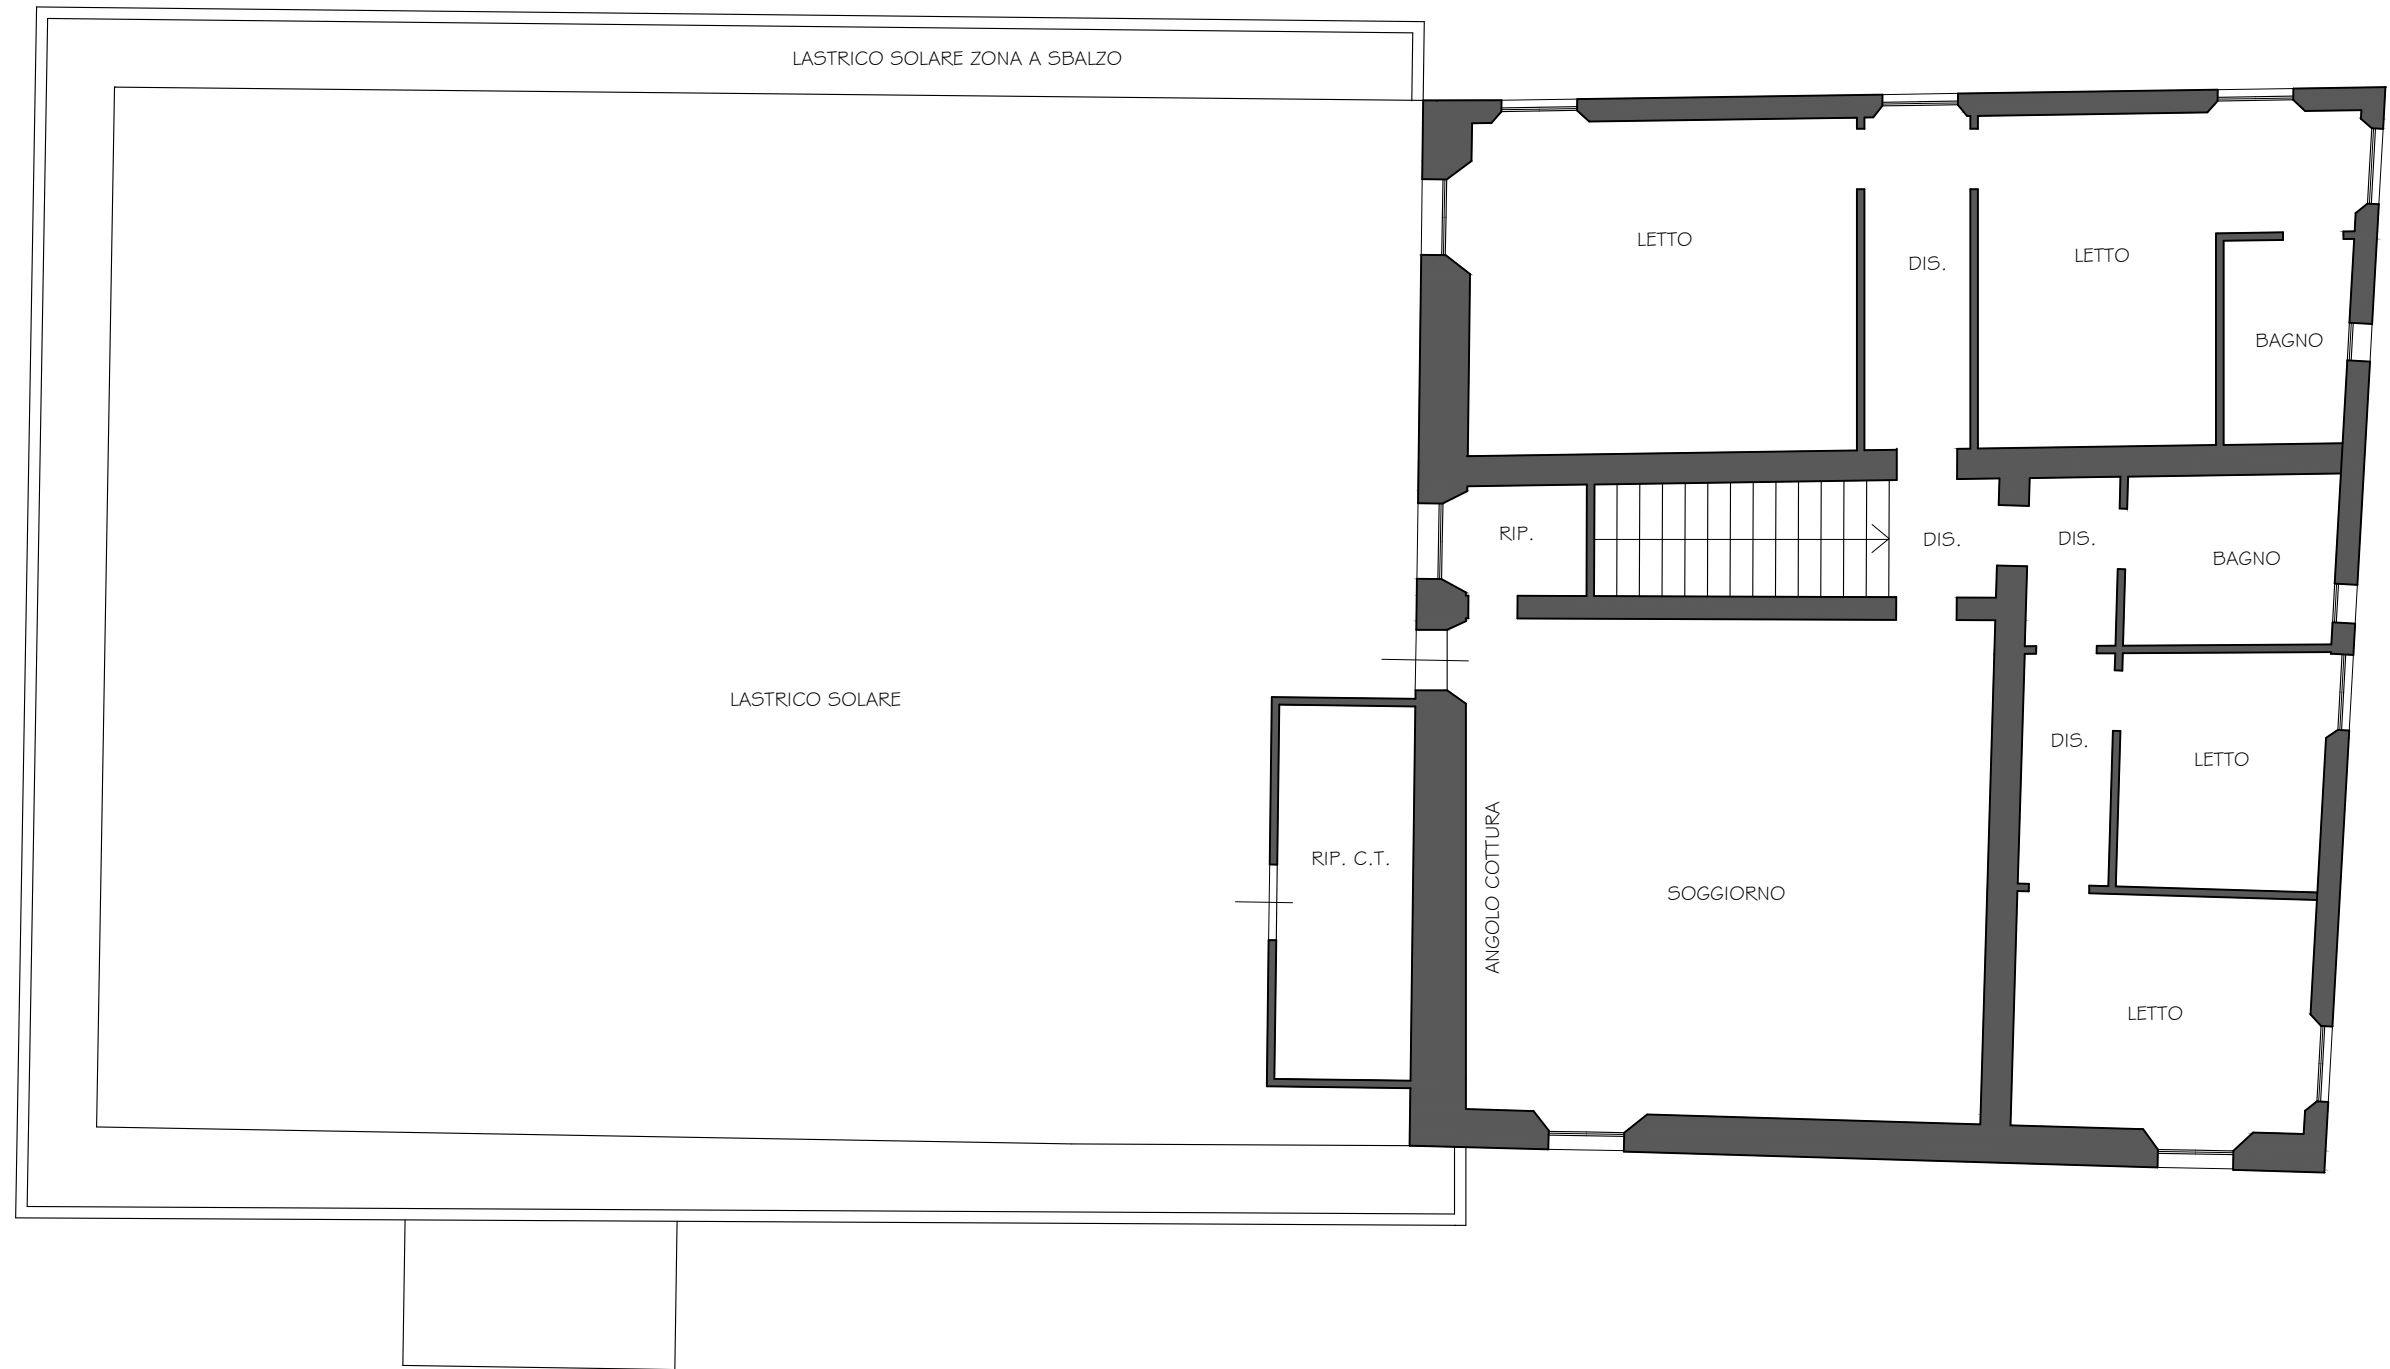 LASTRICO SOLARE ZONA A SBALZO
LETTO
DIS.
LETTO
BAGNO
RIP.
DIS.
DIS.
BAGNO
LASTRICO SOLARE
DIS.
LETTO
RIP. C.T.
ANGOLO COTTURA
SOGGIORNO
LETTO